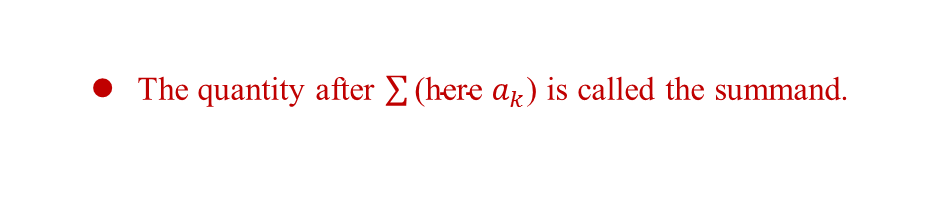 ● The quantity after ∑ (here aₖ) is called the summand.